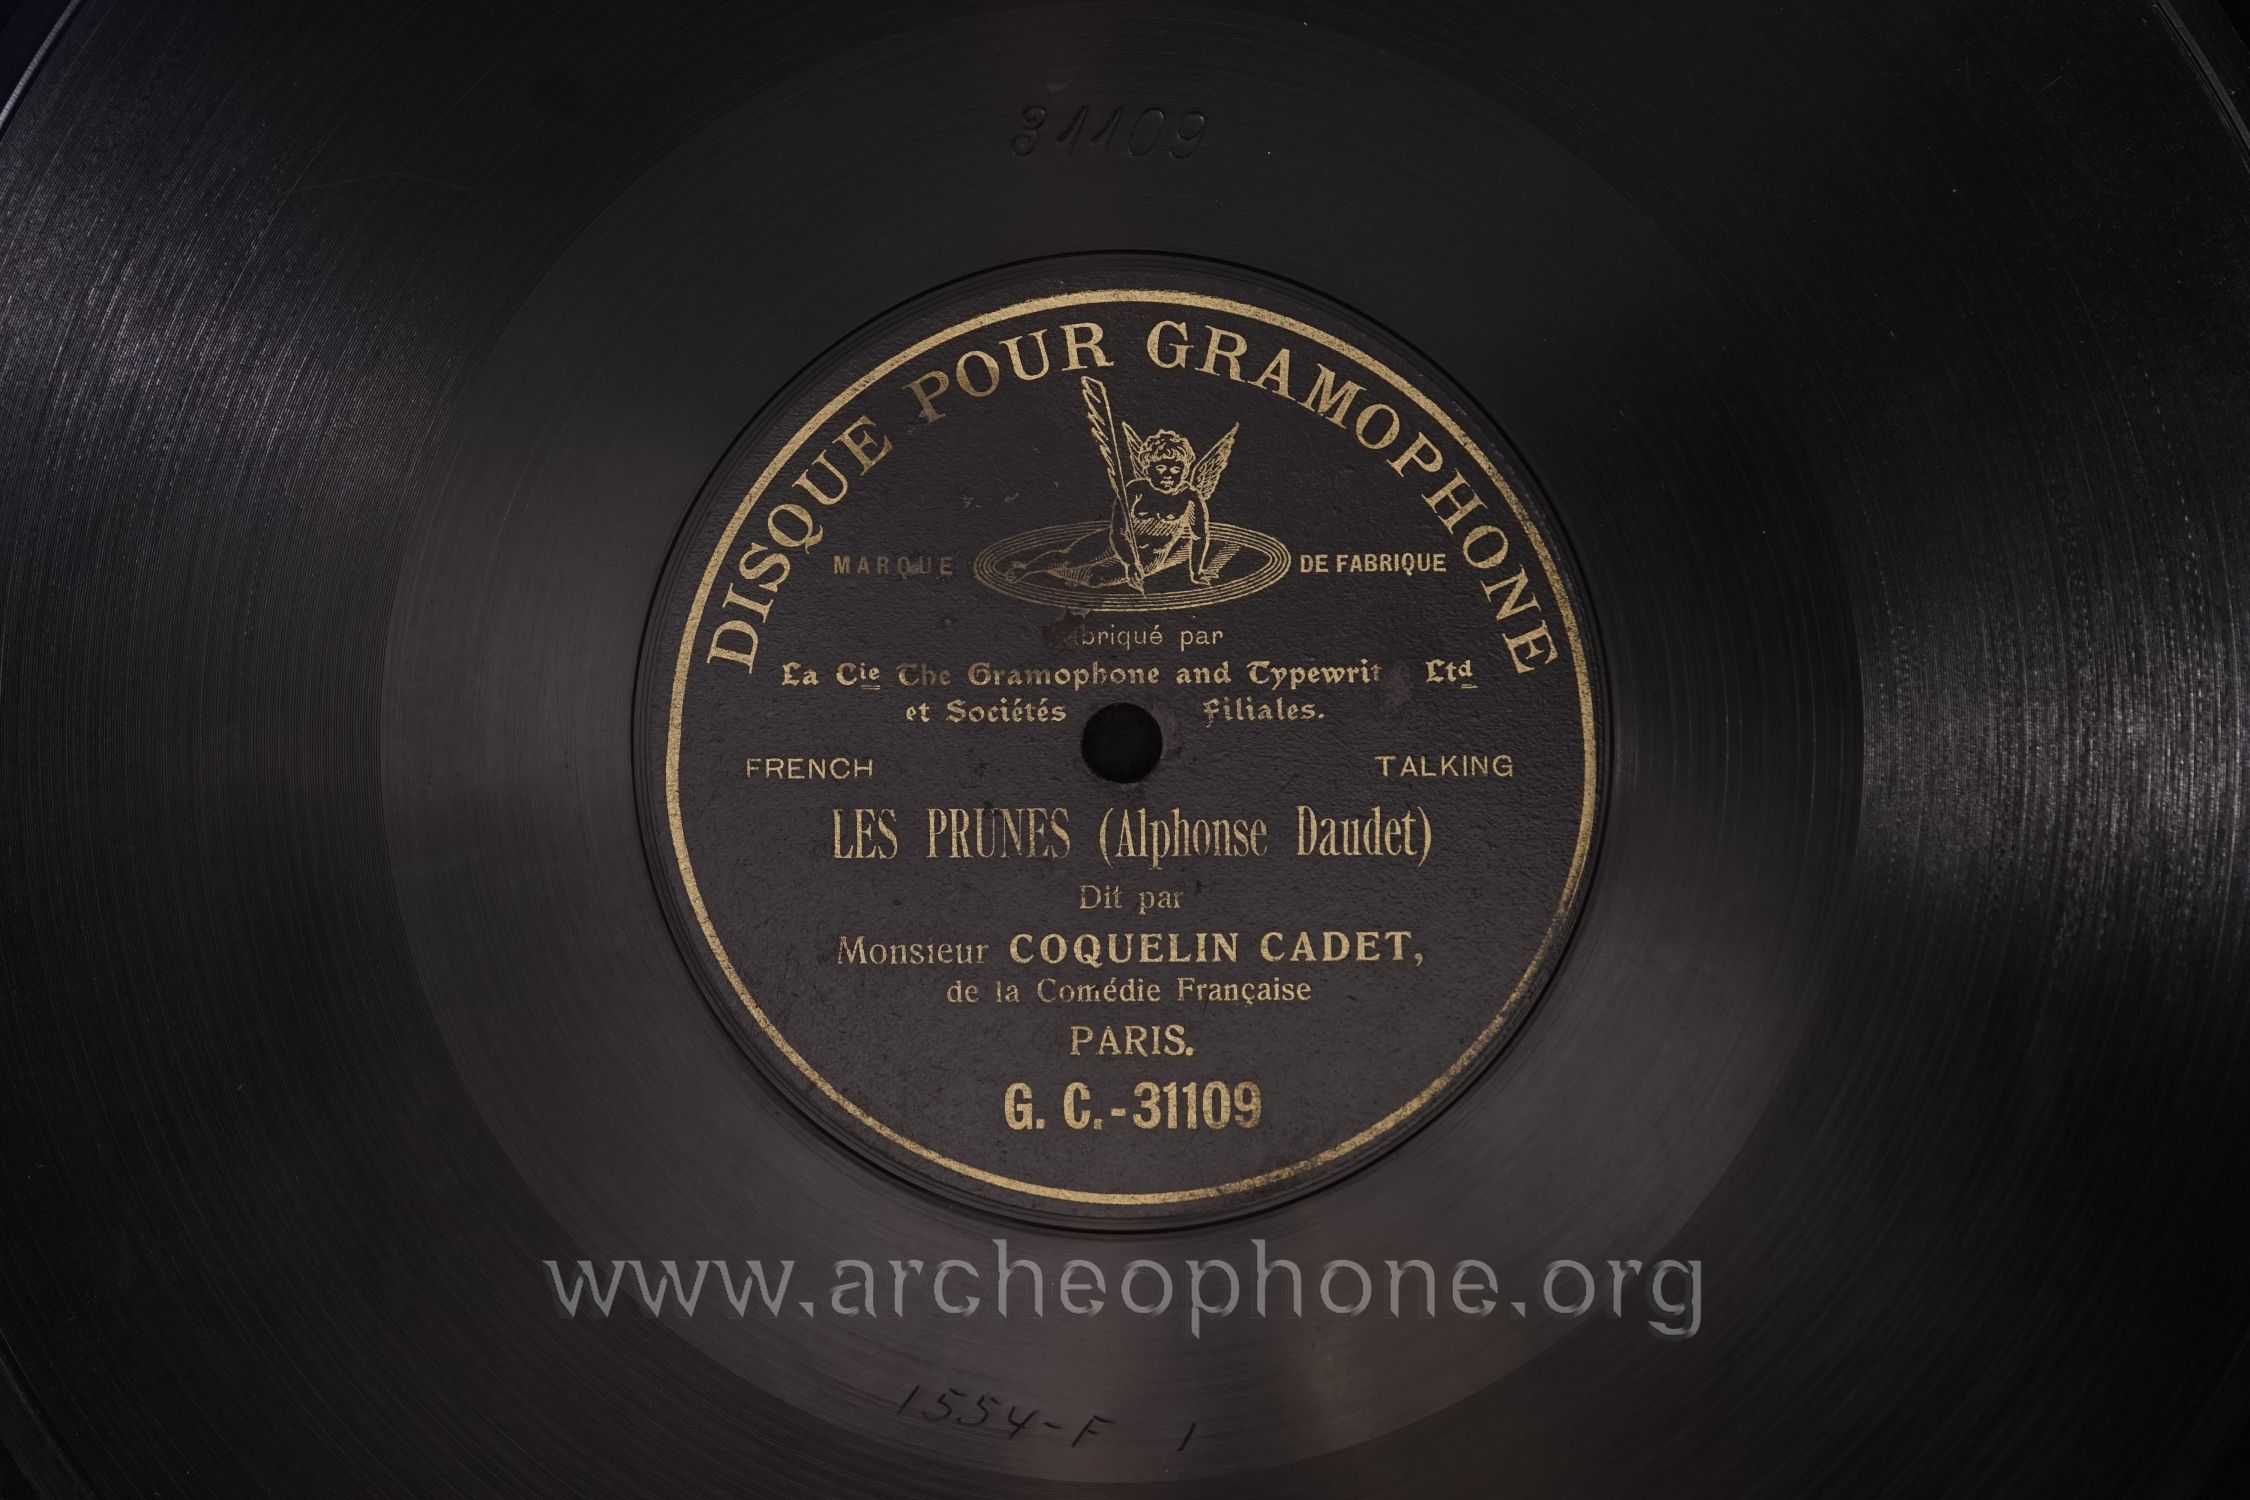 31109
DISQUE POUR GRAMOPHONE
MARQUE DE FABRIQUE
par
La Cie The Gramophone and Ltd
et Sociétés Filiales.
FRENCH TALKING
LES PRUNES (Alphonse Daudet)
Dit par
Monsieur COQUELIN CADET,
de la Comédie Française
PARIS.
G. C.-31109
www.archeophone.org
1554-F 1